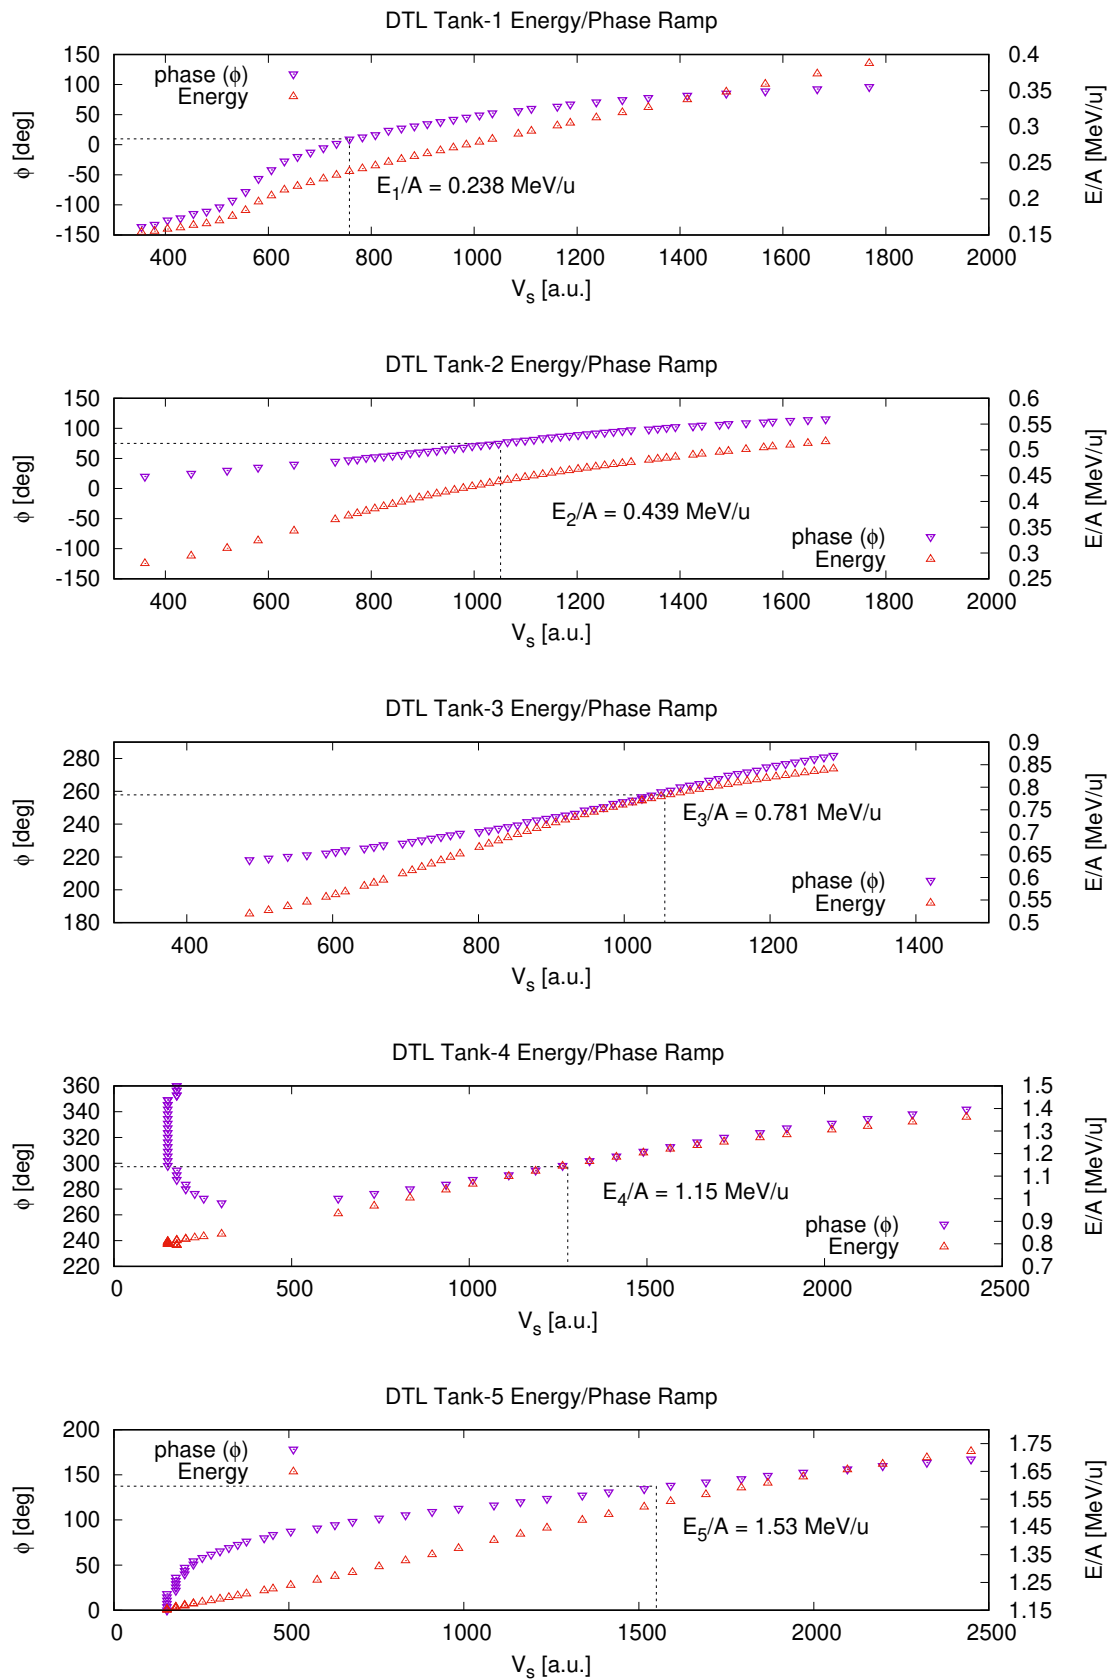 DTL Tank-1 Energy/Phase Ramp
150
100
50
0
-50
-100
-150
ϕ [deg]
phase (ϕ)
Energy
E1/A = 0.238 MeV/u
0.4
0.35
0.3
0.25
0.2
0.15
E/A [MeV/u]
400 600 800 1000 1200 1400 1600 1800 2000
Vs [a.u.]
DTL Tank-2 Energy/Phase Ramp
150
100
50
0
-50
-100
-150
ϕ [deg]
E2/A = 0.439 MeV/u
phase (ϕ)
Energy
0.6
0.55
0.5
0.45
0.4
0.35
0.3
0.25
E/A [MeV/u]
400 600 800 1000 1200 1400 1600 1800 2000
Vs [a.u.]
DTL Tank-3 Energy/Phase Ramp
280
260
240
220
200
180
ϕ [deg]
E3/A = 0.781 MeV/u
phase (ϕ)
Energy
0.9
0.85
0.8
0.75
0.7
0.65
0.6
0.55
0.5
E/A [MeV/u]
400 600 800 1000 1200 1400
Vs [a.u.]
DTL Tank-4 Energy/Phase Ramp
360
340
320
300
280
260
240
220
ϕ [deg]
E4/A = 1.15 MeV/u
phase (ϕ)
Energy
1.5
1.4
1.3
1.2
1.1
1
0.9
0.8
0.7
E/A [MeV/u]
0 500 1000 1500 2000 2500
Vs [a.u.]
DTL Tank-5 Energy/Phase Ramp
200
150
100
50
0
ϕ [deg]
phase (ϕ)
Energy
E5/A = 1.53 MeV/u
1.75
1.65
1.55
1.45
1.35
1.25
1.15
E/A [MeV/u]
0 500 1000 1500 2000 2500
Vs [a.u.]